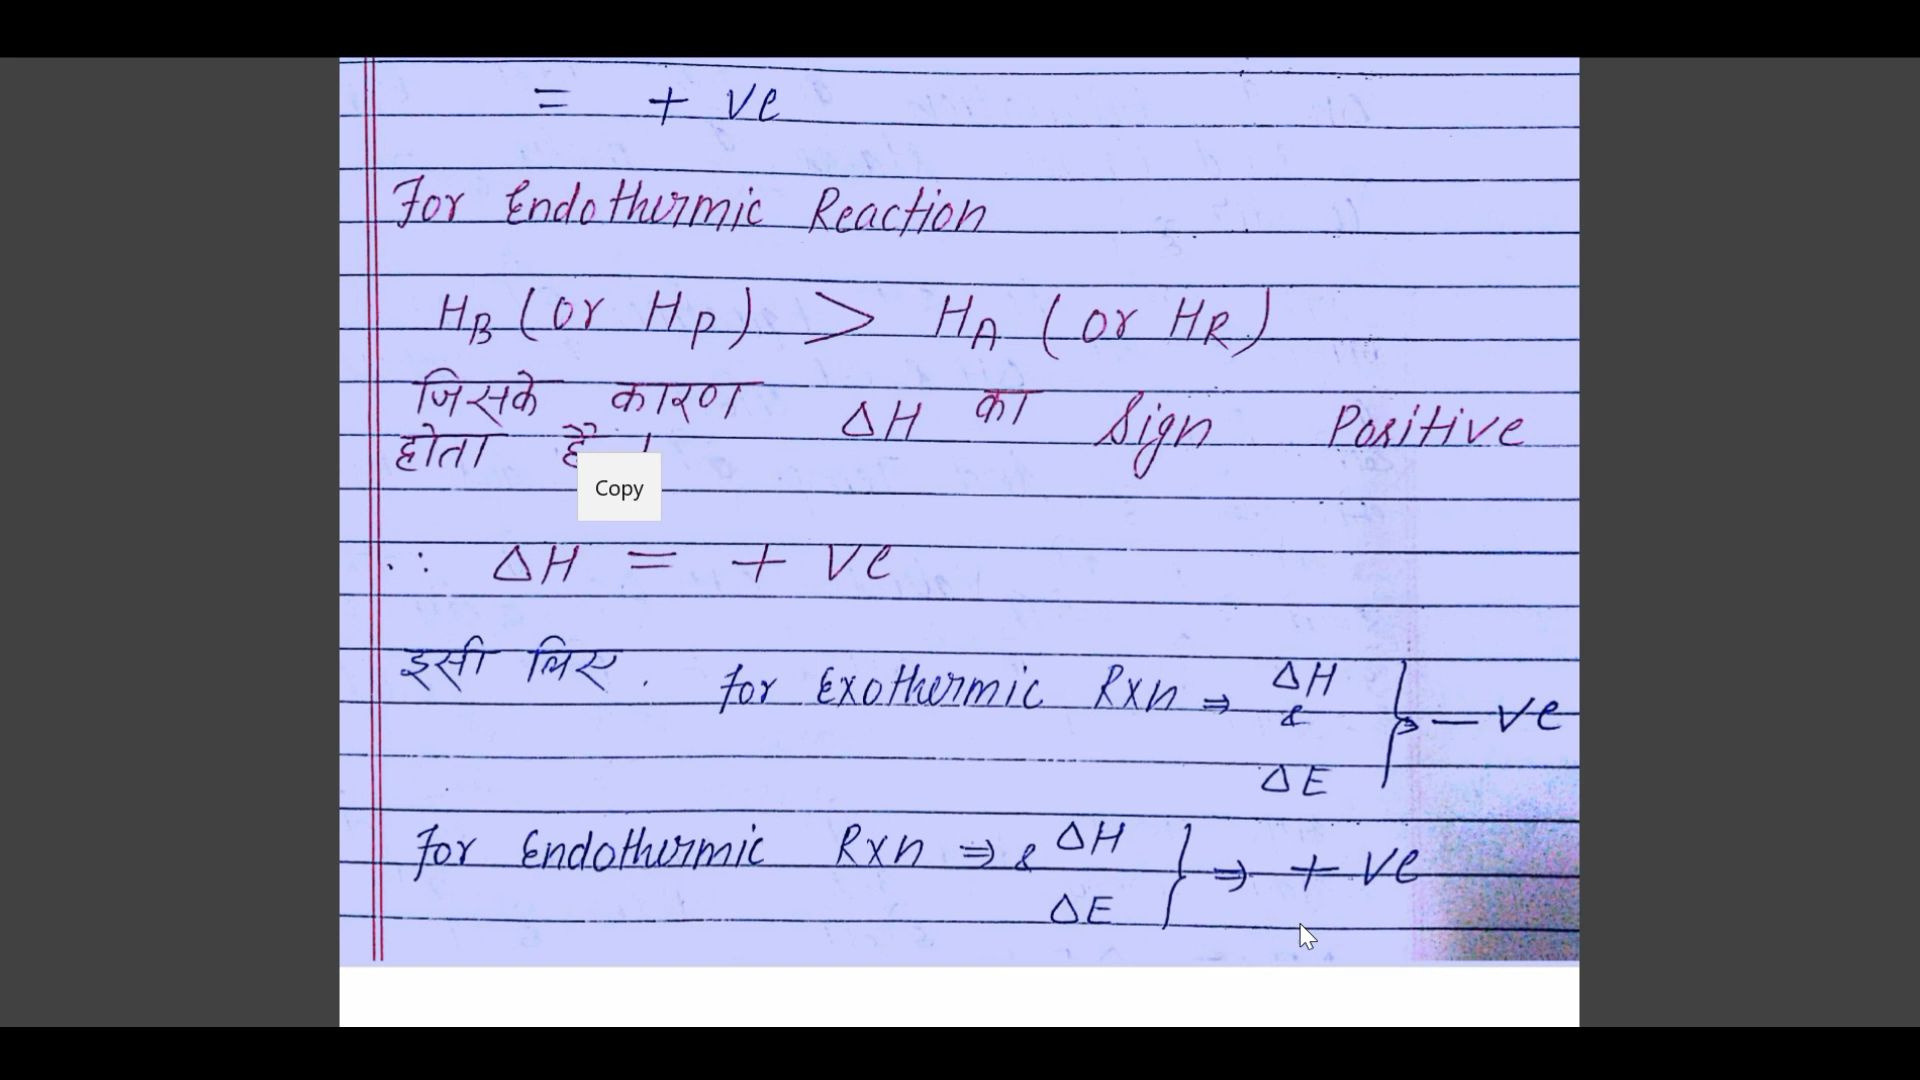 = + ve
For Endothermic Reaction
HB (or Hp) > HA (or HR)
जिसके कारण ΔH का Sign Positive
होता है ।
Copy
∴ ΔH = + ve
इसी लिए. for Exothermic Rxn ⇒ ΔH & ΔE } ⇒ - ve
for Endothermic Rxn ⇒ & ΔH ΔE } ⇒ + ve